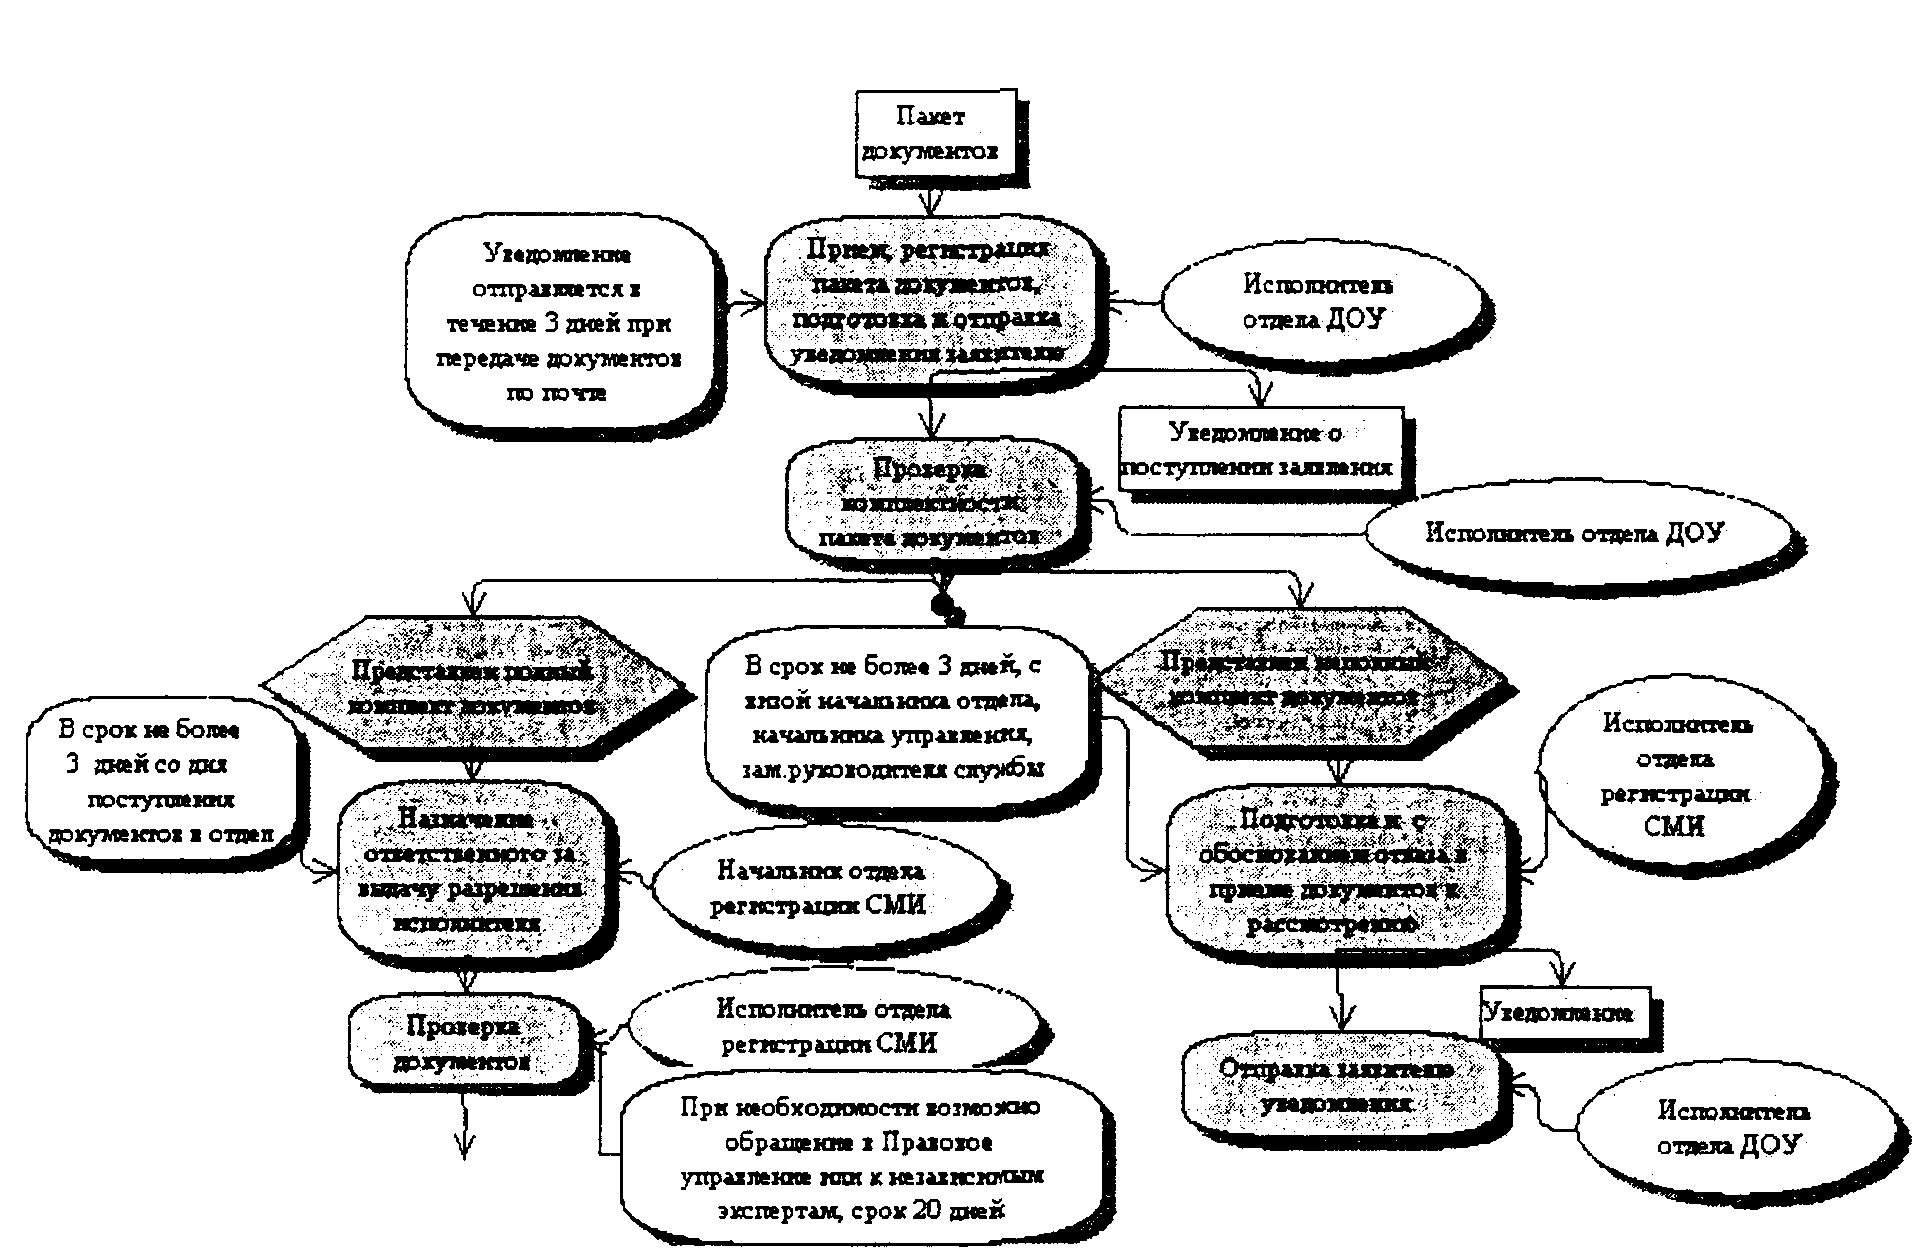 Пакет
документов
Уведомление
отправляется в
течение 3 дней при
передаче документов
по почте
Прием, регистрация
пакета документов,
подготовка и отправка
уведомления заявителю
Исполнитель
отдела ДОУ
Уведомление о
поступлении заявления
Проверка
комплектности
пакета документов
Исполнитель отдела ДОУ
Представлен полный
комплект документов
В срок не более 3 дней, с
визой начальника отдела,
начальника управления,
зам.руководителя службы
Представлен неполный
комплект документов
В срок не более
3 дней со дня
поступления
документов в отдел
Исполнитель
отдела
регистрации
СМИ
Назначение
ответственного за
выдачу разрешения
исполнителя
Начальник отдела
регистрации СМИ
Подготовка с
обоснованием отказа в
приеме документов к
рассмотрению
Проверка
документов
Исполнитель отдела
регистрации СМИ
Уведомление
Отправка заявителю
уведомления
При необходимости возможно
обращение в Правовое
управление или к независимым
экспертам, срок 20 дней
Исполнитель
отдела ДОУ